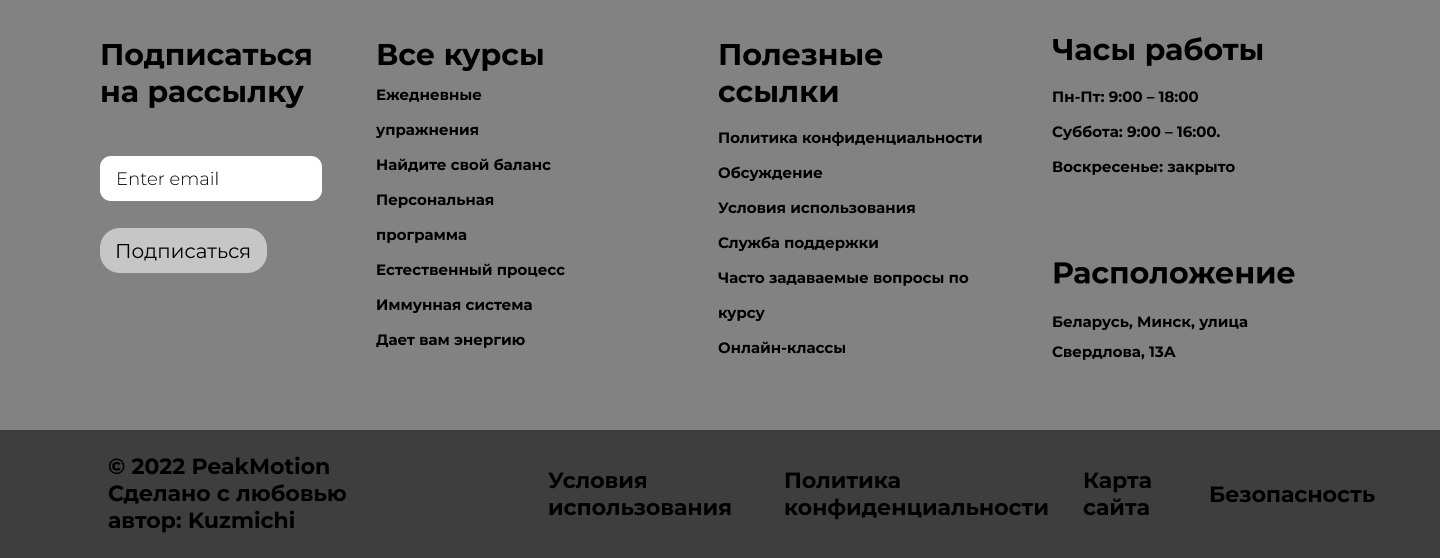 Подписаться
на рассылку
Enter email
Подписаться
Все курсы
Ежедневные
упражнения
Найдите свой баланс
Персональная
программа
Естественный процесс
Иммунная система
Дает вам энергию
Полезные
ссылки
Политика конфиденциальности
Обсуждение
Условия использования
Служба поддержки
Часто задаваемые вопросы по
курсу
Онлайн-классы
Часы работы
Пн-Пт: 9:00 – 18:00
Суббота: 9:00 – 16:00.
Воскресенье: закрыто
Расположение
Беларусь, Минск, улица
Свердлова, 13А
© 2022 PeakMotion
Сделано с любовью
автор: Kuzmichi
Условия
использования
Политика
конфиденциальности
Карта
сайта
Безопасность